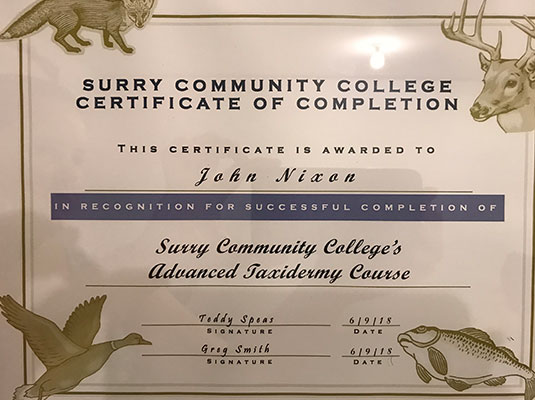 SURRY COMMUNITY COLLEGE
CERTIFICATE OF COMPLETION
THIS CERTIFICATE IS AWARDED TO
John Nixon
IN RECOGNITION FOR SUCCESSFUL COMPLETION OF
Surry Community College's
Advanced Taxidermy Course
Teddy Speas 6/9/18
SIGNATURE DATE
Greg Smith 6/9/18
SIGNATURE DATE